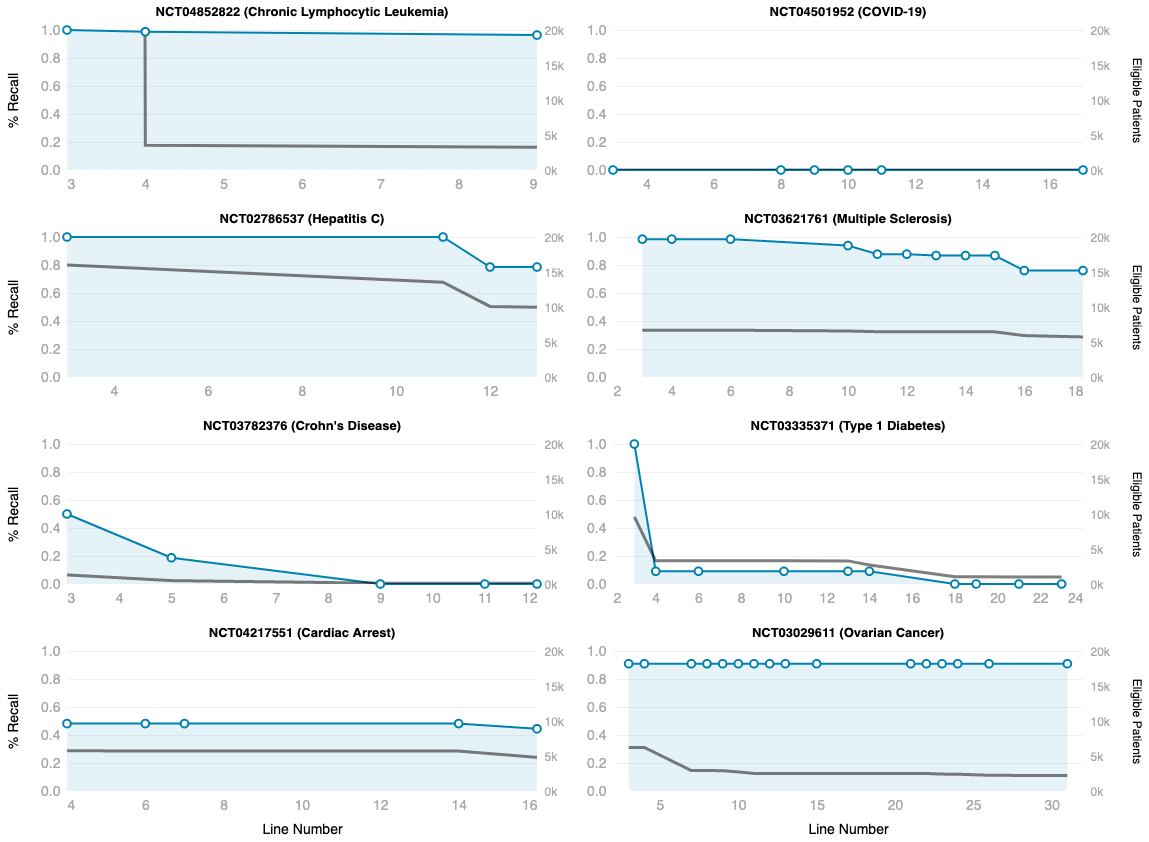 NCT04852822 (Chronic Lymphocytic Leukemia)
1.0
0.8
0.6
0.4
0.2
0.0
% Recall
20k
15k
10k
5k
0k
3 4 5 6 7 8 9
NCT04501952 (COVID-19)
1.0
0.8
0.6
0.4
0.2
0.0
20k
15k
10k
5k
0k
Eligible Patients
4 6 8 10 12 14 16
NCT02786537 (Hepatitis C)
1.0
0.8
0.6
0.4
0.2
0.0
% Recall
20k
15k
10k
5k
0k
4 6 8 10 12
NCT03621761 (Multiple Sclerosis)
1.0
0.8
0.6
0.4
0.2
0.0
20k
15k
10k
5k
0k
Eligible Patients
2 4 6 8 10 12 14 16 18
NCT03782376 (Crohn's Disease)
1.0
0.8
0.6
0.4
0.2
0.0
% Recall
20k
15k
10k
5k
0k
3 4 5 6 7 8 9 10 11 12
NCT03335371 (Type 1 Diabetes)
1.0
0.8
0.6
0.4
0.2
0.0
20k
15k
10k
5k
0k
Eligible Patients
2 4 6 8 10 12 14 16 18 20 22 24
NCT04217551 (Cardiac Arrest)
1.0
0.8
0.6
0.4
0.2
0.0
% Recall
20k
15k
10k
5k
0k
4 6 8 10 12 14 16
Line Number
NCT03029611 (Ovarian Cancer)
1.0
0.8
0.6
0.4
0.2
0.0
20k
15k
10k
5k
0k
Eligible Patients
5 10 15 20 25 30
Line Number